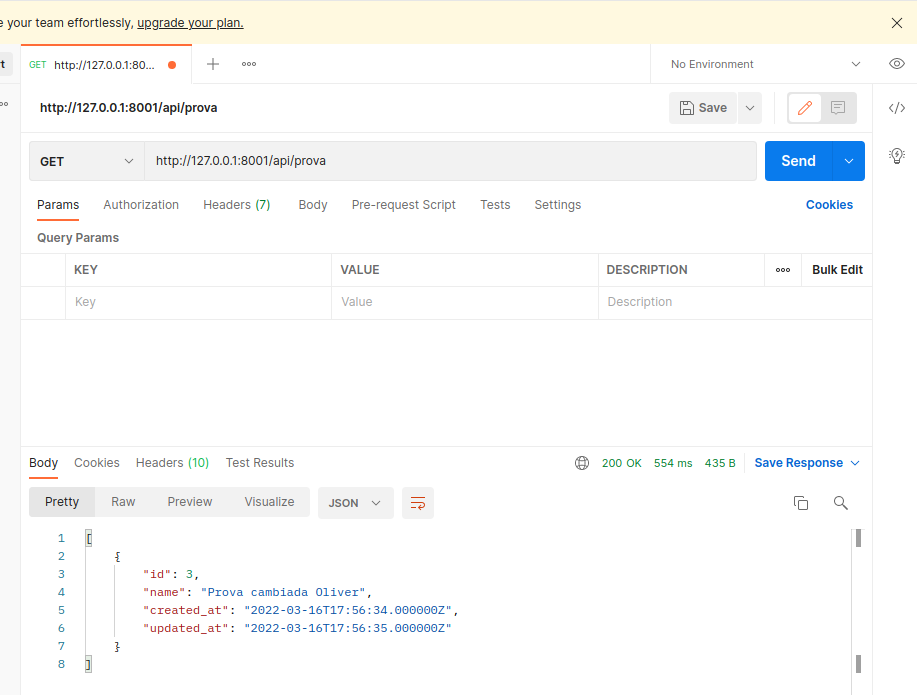 e your team effortlessly, upgrade your plan.
t
GET http://127.0.0.1:80...
No Environment
http://127.0.0.1:8001/api/prova
Save
GET
http://127.0.0.1:8001/api/prova
Send
Params Authorization Headers (7) Body Pre-request Script Tests Settings Cookies
Query Params
KEY VALUE DESCRIPTION Bulk Edit
Key Value Description
Body Cookies Headers (10) Test Results 200 OK 554 ms 435 B Save Response
Pretty Raw Preview Visualize JSON
1 [
2 {
3 "id": 3,
4 "name": "Prova cambiada Oliver",
5 "created_at": "2022-03-16T17:56:34.000000Z",
6 "updated_at": "2022-03-16T17:56:35.000000Z"
7 }
8 ]